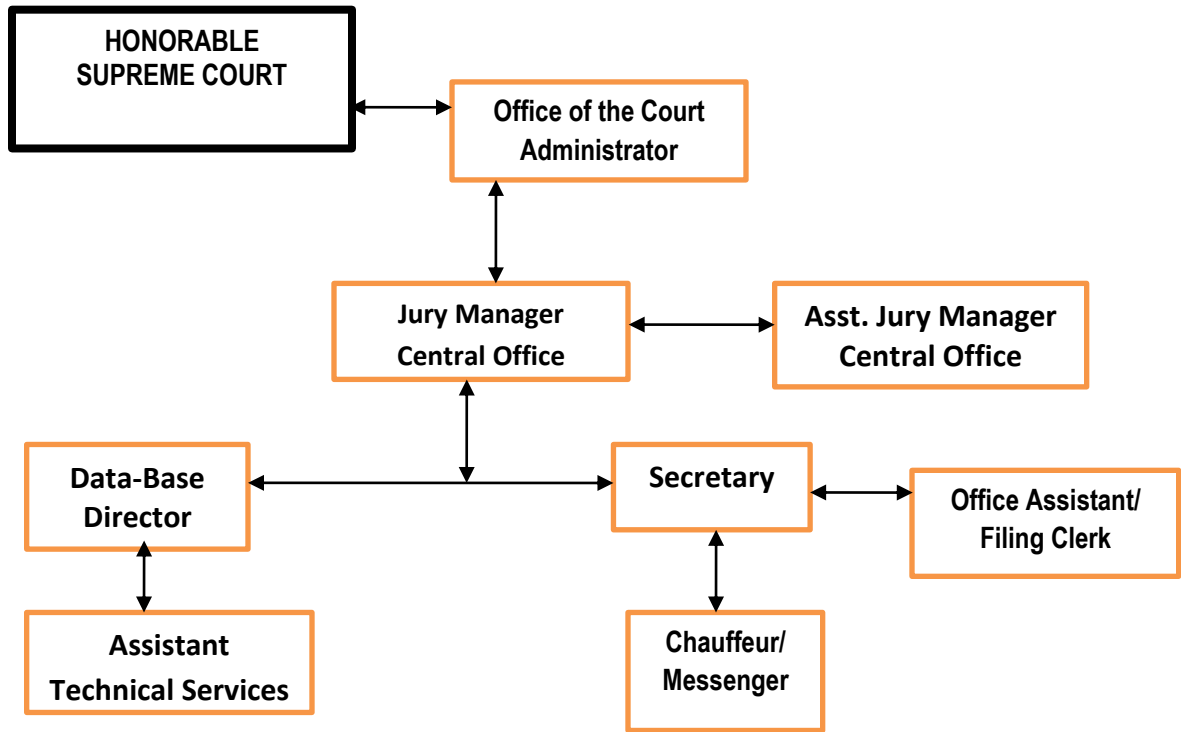 HONORABLE
SUPREME COURT
Office of the Court
Administrator
Jury Manager
Central Office
Asst. Jury Manager
Central Office
Data-Base
Director
Secretary
Office Assistant/
Filing Clerk
Assistant
Technical Services
Chauffeur/
Messenger